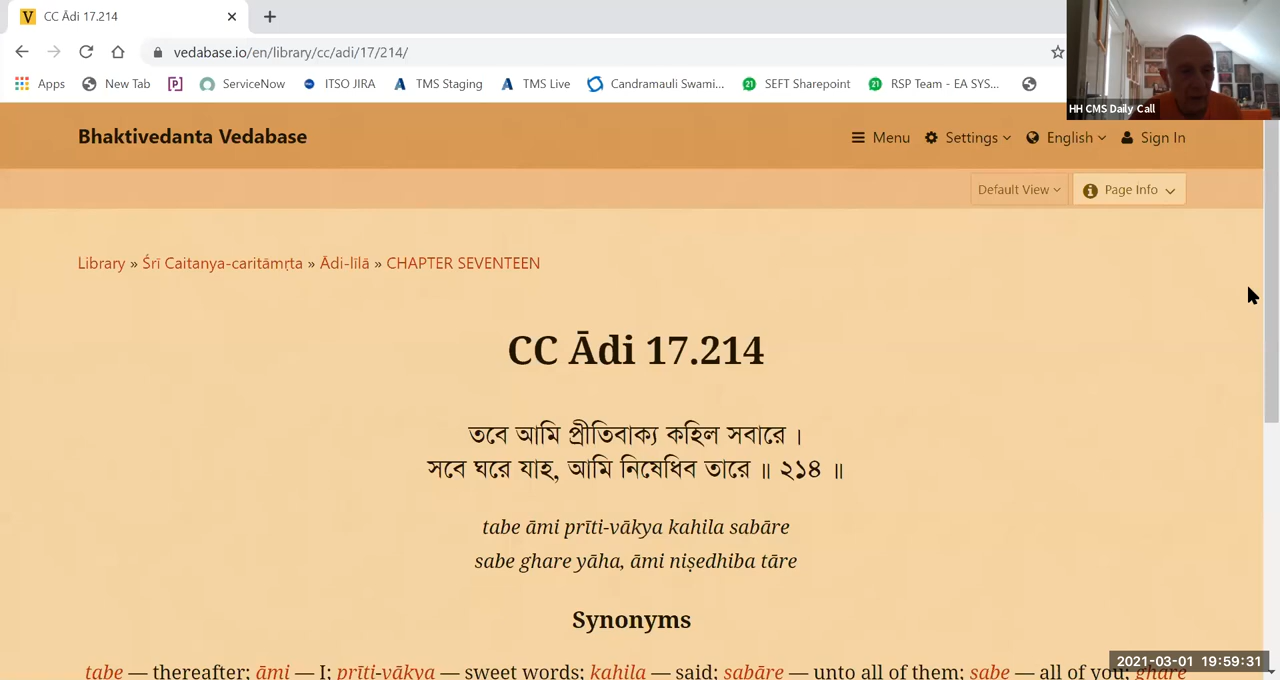 CC Ādi 17.214
vedabase.io/en/library/cc/adi/17/214/
Apps New Tab ServiceNow ITSO JIRA TMS Staging TMS Live Candramauli Swami... SEFT Sharepoint RSP Team - EA SYS...
HH CMS Daily Call
Bhaktivedanta Vedabase Menu Settings English Sign In
Default View Page Info
Library » Śrī Caitanya-caritāmṛta » Ādi-līlā » CHAPTER SEVENTEEN
CC Ādi 17.214
তবে আমি প্রীতিবাক্য কহিল সবারে ।
সবে ঘরে যাহ, আমি নিষেধিব তারে ॥ ২১৪ ॥
tabe āmi prīti-vākya kahila sabāre
sabe ghare yāha, āmi niṣedhiba tāre
Synonyms
tabe — thereafter; āmi — I; prīti-vākya — sweet words; kahila — said; sabāre — unto all of them; sabe — all of you; ghare
2021-03-01 19:59:31